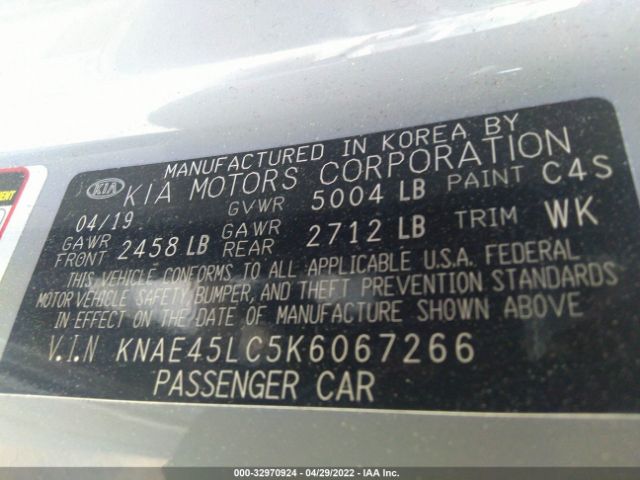 MANUFACTURED IN KOREA BY
KIA KIA MOTORS CORPORATION
04/19 GVWR 5004 LB PAINT C4S
GAWR FRONT 2458 LB GAWR REAR 2712 LB TRIM WK
THIS VEHICLE CONFORMS TO ALL APPLICABLE U.S.A. FEDERAL
MOTOR VEHICLE SAFETY, BUMPER, AND THEFT PREVENTION STANDARDS
IN EFFECT ON THE DATE OF MANUFACTURE SHOWN ABOVE
V.I.N KNAE45LC5K6067266
PASSENGER CAR
000-32970924 - 04/29/2022 - IAA Inc.